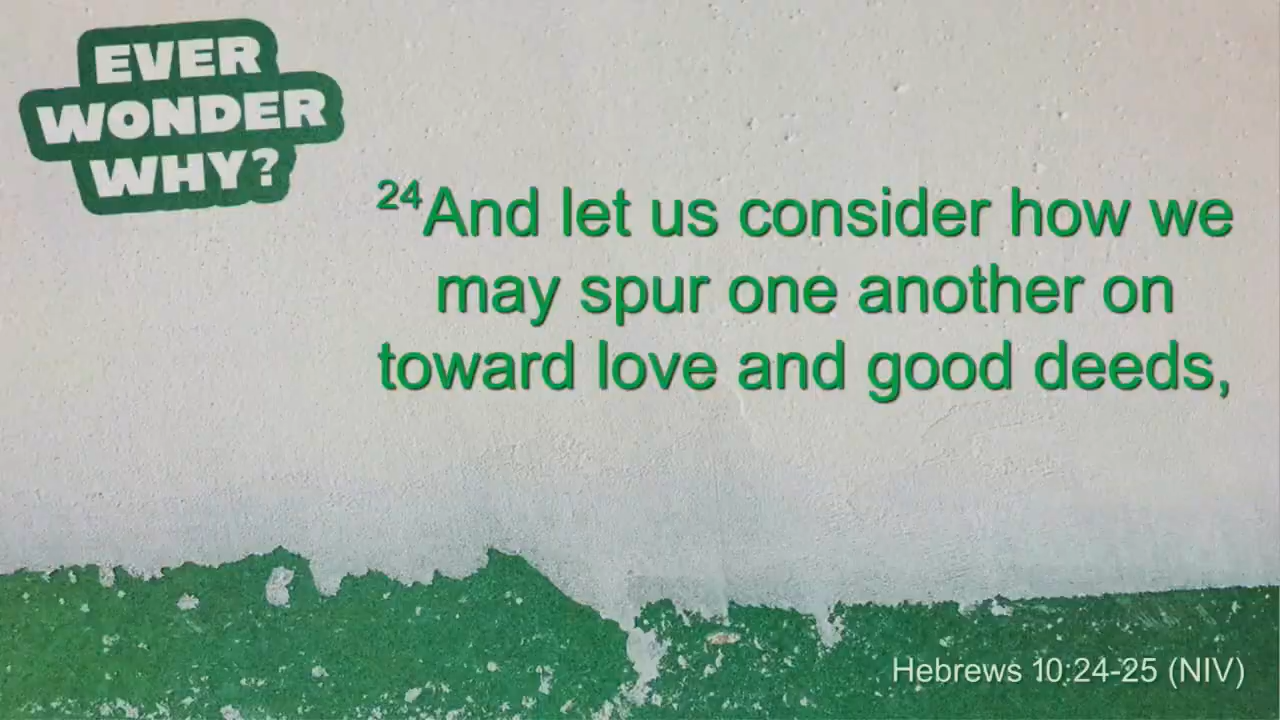 EVER
WONDER
WHY?
24And let us consider how we
may spur one another on
toward love and good deeds,
Hebrews 10:24-25 (NIV)